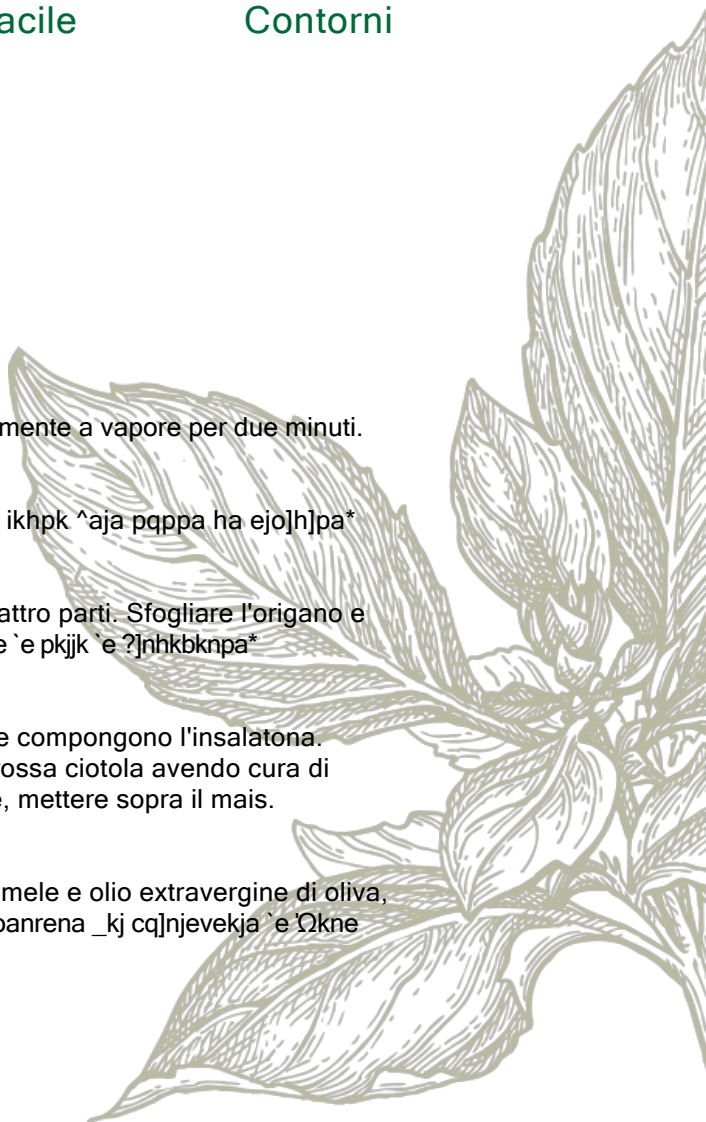 acile Contorni
mente a vapore per due minuti.
ikhpk ^aja pqppa ha ejo]h]pa*
attro parti. Sfogliare l'origano e
e `e pkjjk `e ?]nhkbknpa*
e compongono l'insalatona.
ossa ciotola avendo cura di
e, mettere sopra il mais.
mele e olio extravergine di oliva,
panrena _kj cq]njevekja `e 'Ωkne